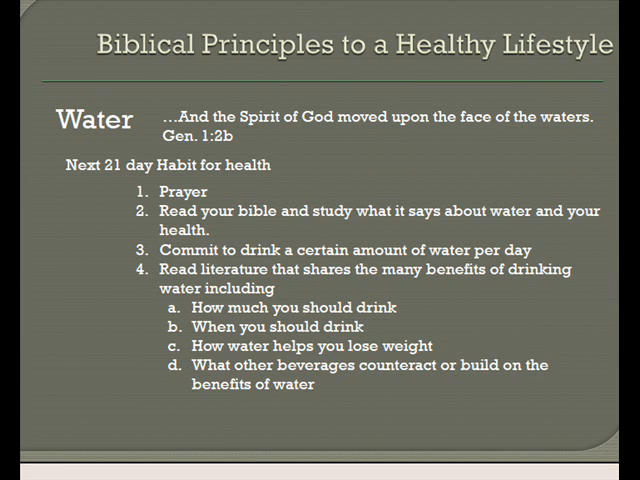 Biblical Principles to a Healthy Lifestyle
Water
…And the Spirit of God moved upon the face of the waters.
Gen. 1:2b
Next 21 day Habit for health
1. Prayer
2. Read your bible and study what it says about water and your
health.
3. Commit to drink a certain amount of water per day
4. Read literature that shares the many benefits of drinking
water including
a. How much you should drink
b. When you should drink
c. How water helps you lose weight
d. What other beverages counteract or build on the
benefits of water